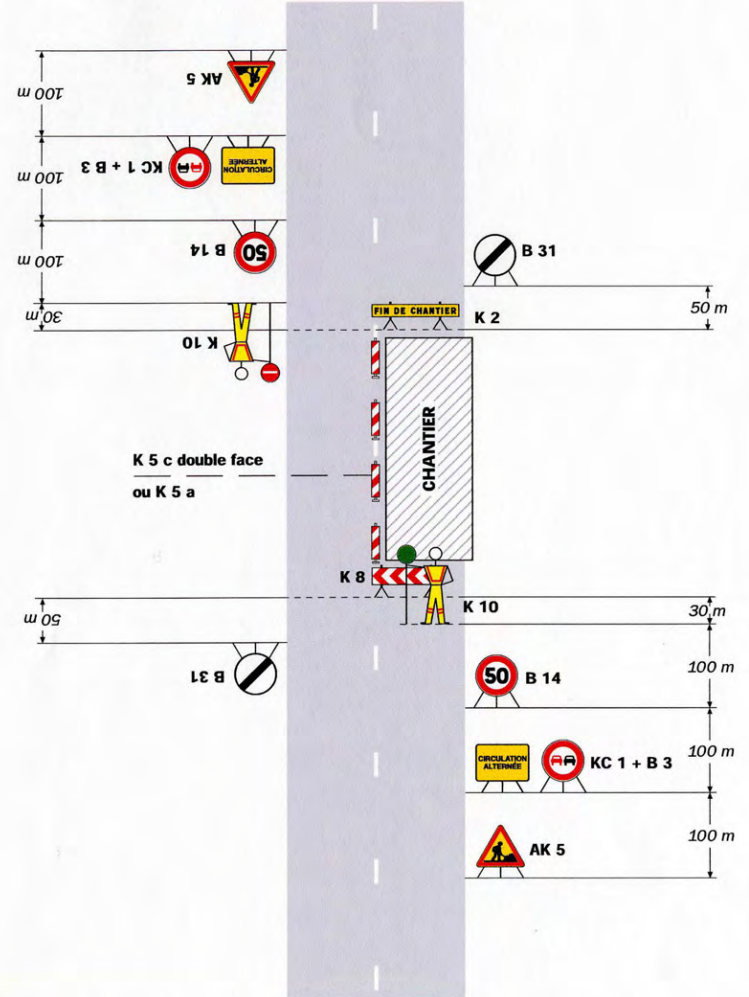 AK 5
100 m
KC 1 + B 3
CIRCULATION
ALTERNÉE
100 m
B 14
50
100 m
B 31
50 m
FIN DE CHANTIER
K 2
30 m
K 10
CHANTIER
K 5 c double face
ou K 5 a
K 8
K 10
30 m
50 m
B 31
50
B 14
100 m
CIRCULATION
ALTERNÉE
KC 1 + B 3
100 m
AK 5
100 m